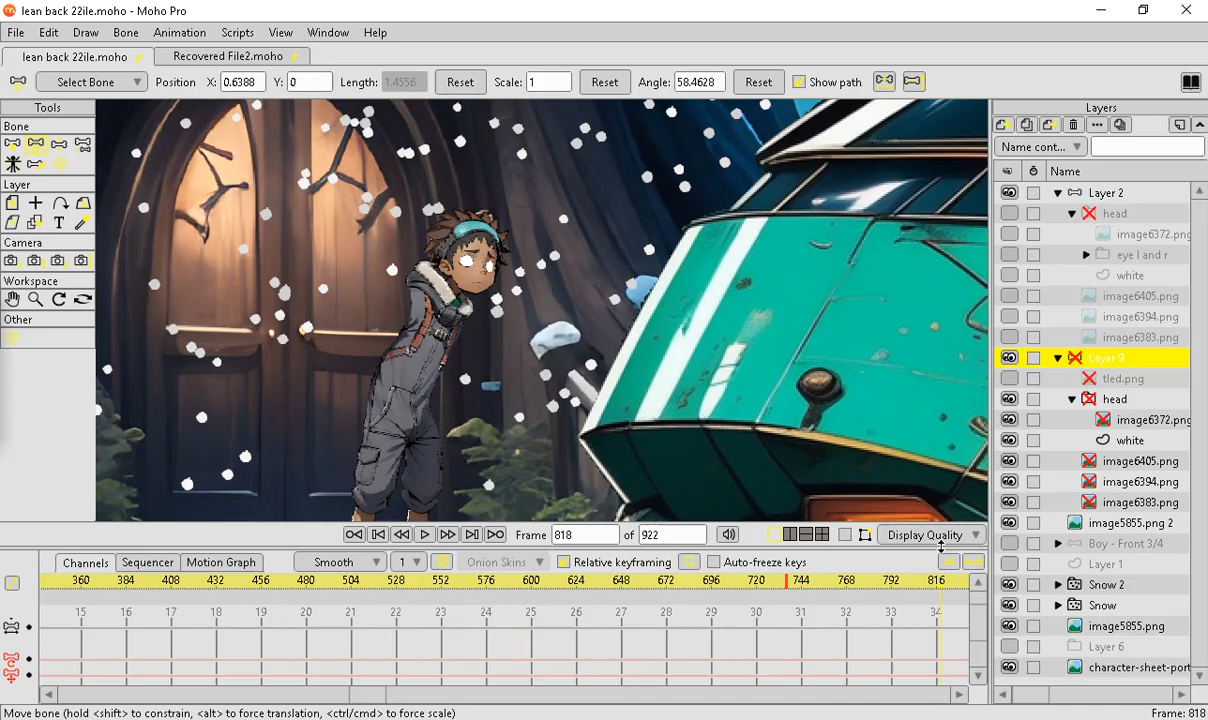 lean back 22ile.moho - Moho Pro
File Edit Draw Bone Animation Scripts View Window Help
lean back 22ile.moho Recovered File2.moho
Select Bone Position X: 0.6388 Y: 0 Length: 1.4556 Reset Scale: 1 Reset Angle: 58.4628 Reset Show path
Tools
Bone
Layer
T
Camera
Workspace
Other
Layers
Name cont...
Name
Layer 2
head
image6372.png
eye l and r
white
image6405.png
image6394.png
image6383.png
Layer 9
tled.png
head
image6372.png
white
image6405.png
image6394.png
image6383.png
image5855.png 2
Boy - Front 3/4
Layer 1
Snow 2
Snow
image5855.png
Layer 6
character-sheet-port
Frame 818 of 922 Display Quality
Channels Sequencer Motion Graph Smooth 1 Onion Skins Relative keyframing Auto-freeze keys
360 384 408 432 456 480 504 528 552 576 600 624 648 672 696 720 744 768 792 816
15 16 17 18 19 20 21 22 23 24 25 26 27 28 29 30 31 32 33 34
Move bone (hold <shift> to constrain, <alt> to force translation, <ctrl/cmd> to force scale) Frame: 818